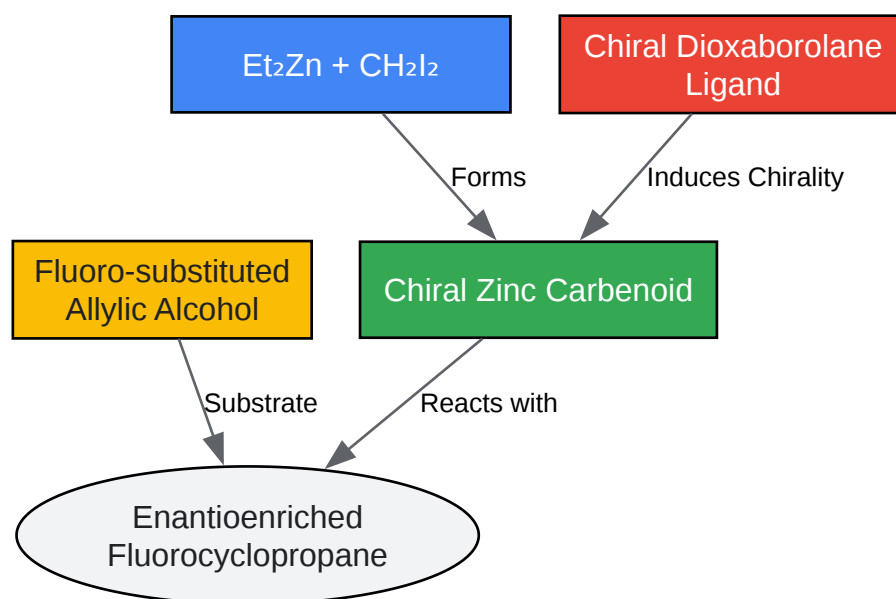 Et₂Zn + CH₂I₂
Chiral Dioxaborolane
Ligand
Forms
Induces Chirality
Fluoro-substituted
Allylic Alcohol
Chiral Zinc Carbenoid
Substrate
Reacts with
Enantioenriched
Fluorocyclopropane